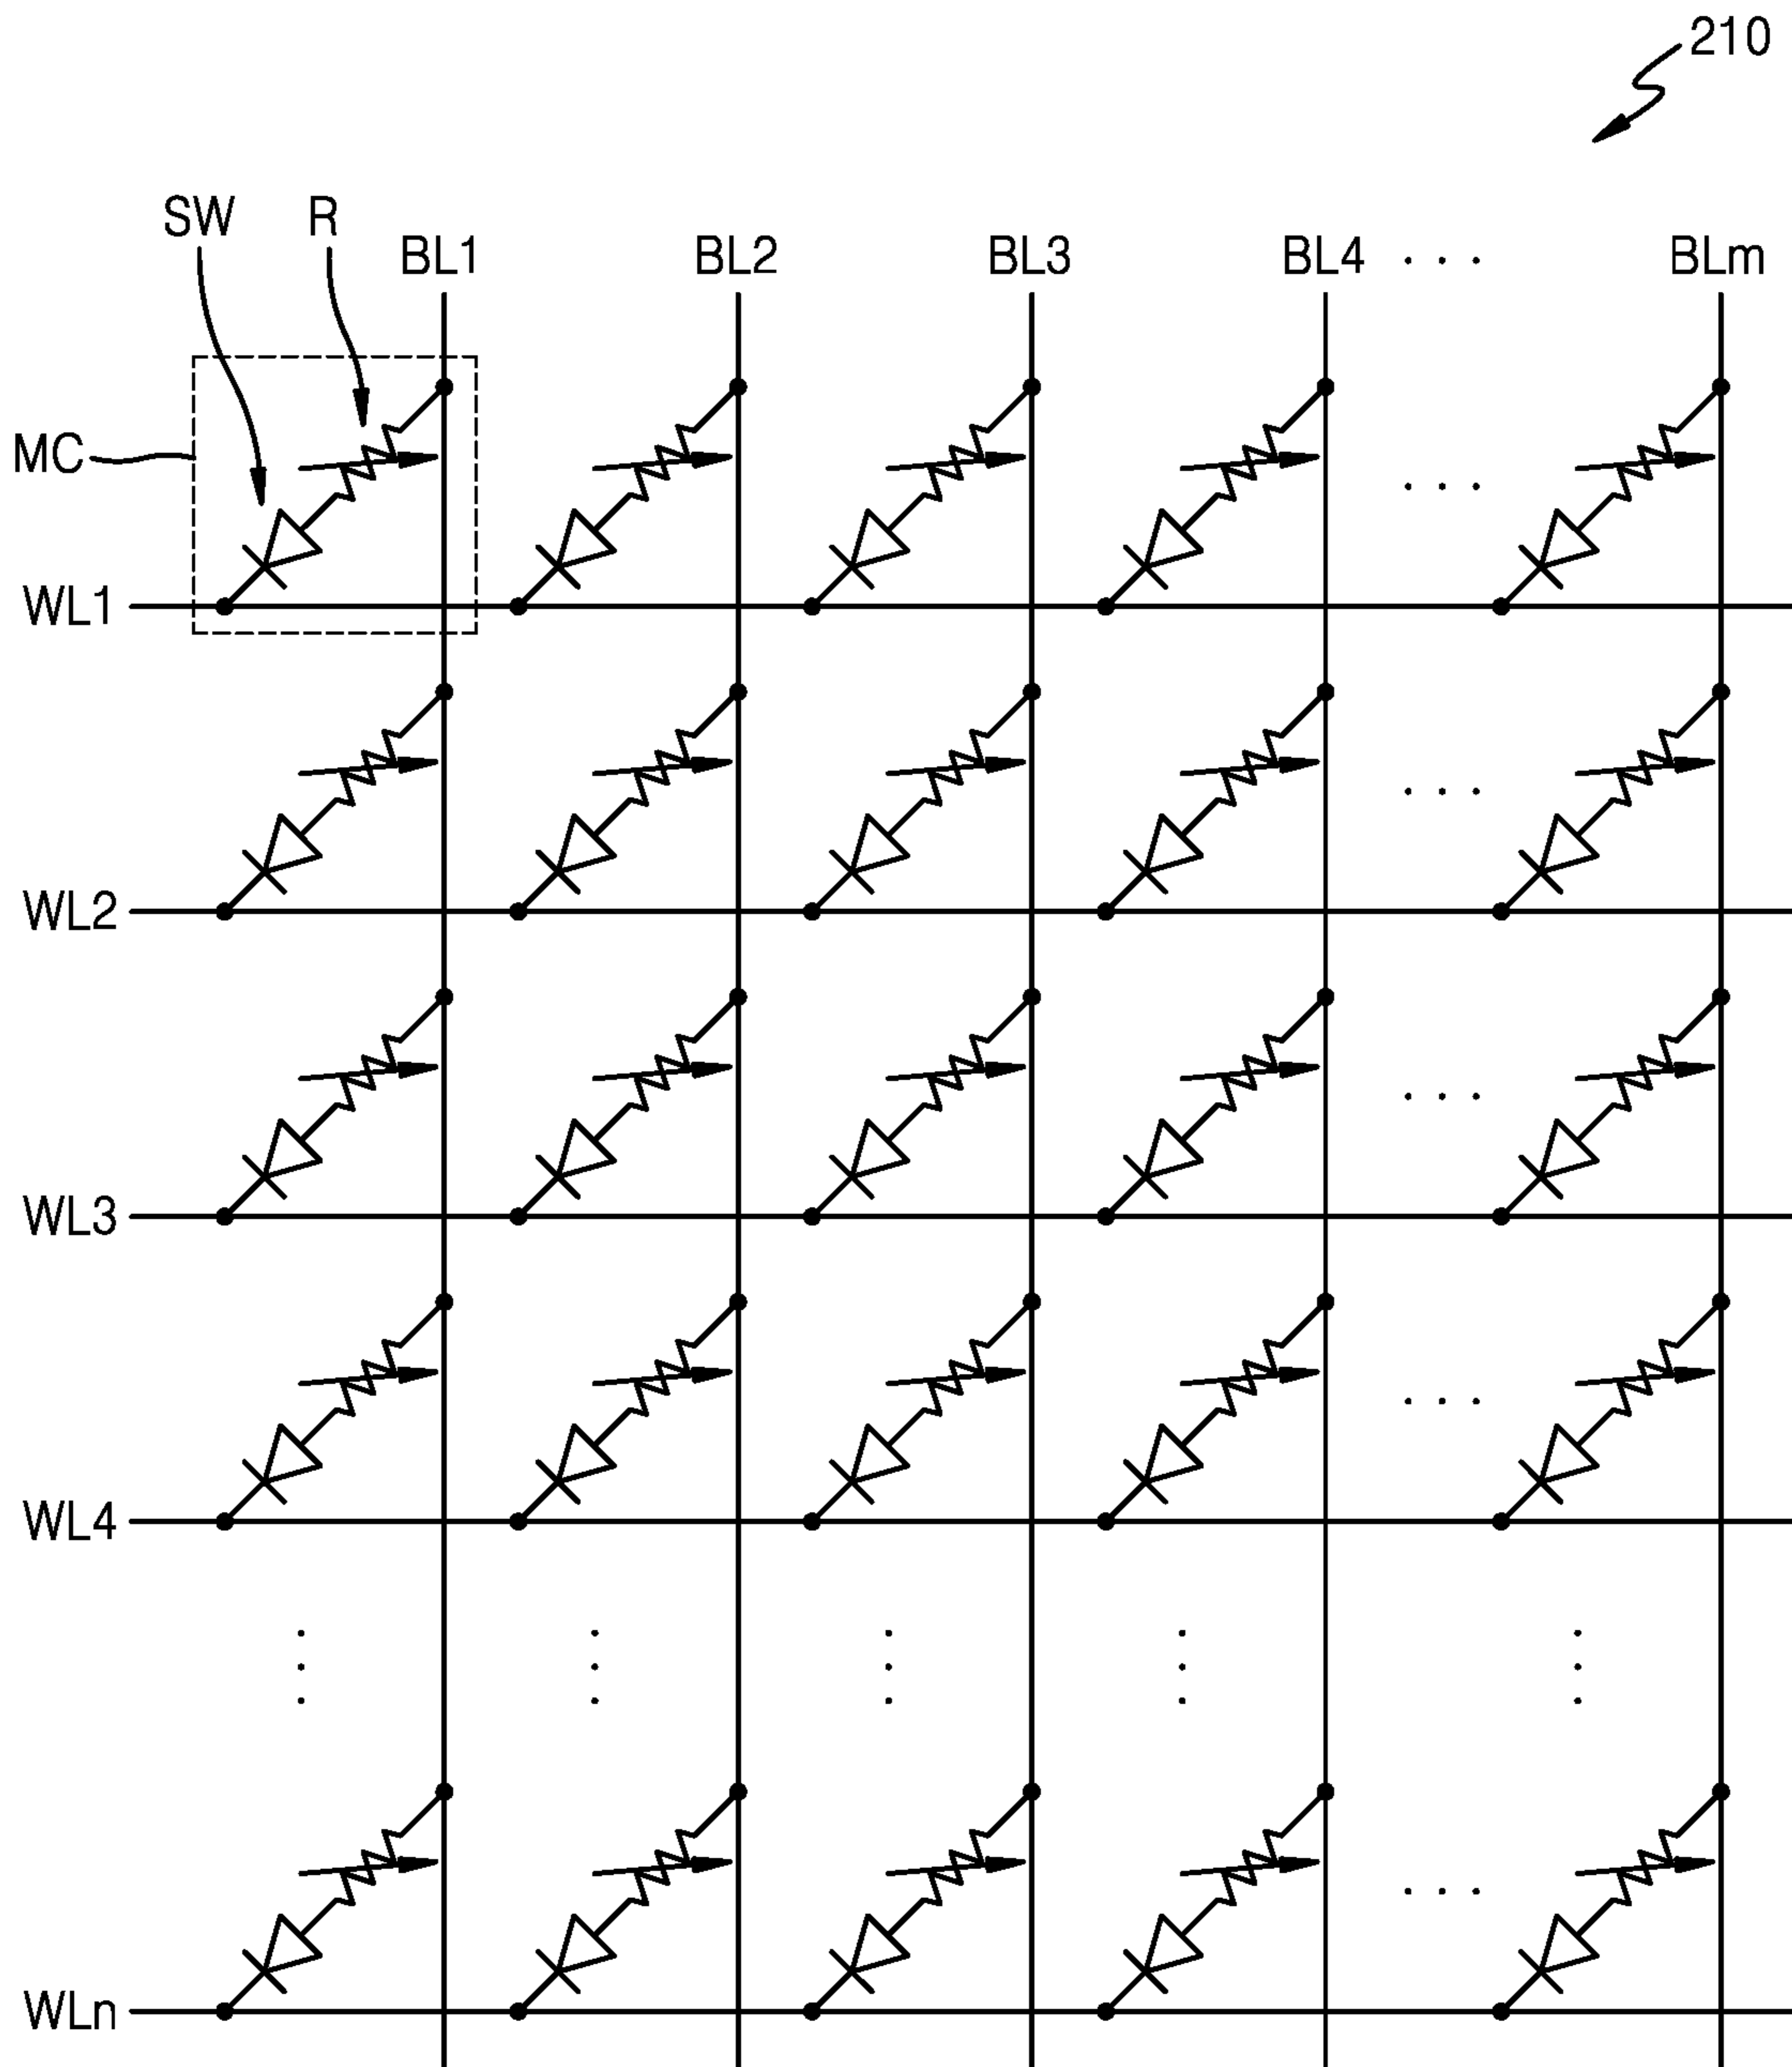 210
SW R
BL1 BL2 BL3 BL4 . . . BLm
MC
WL1
WL2
WL3
WL4
WLn